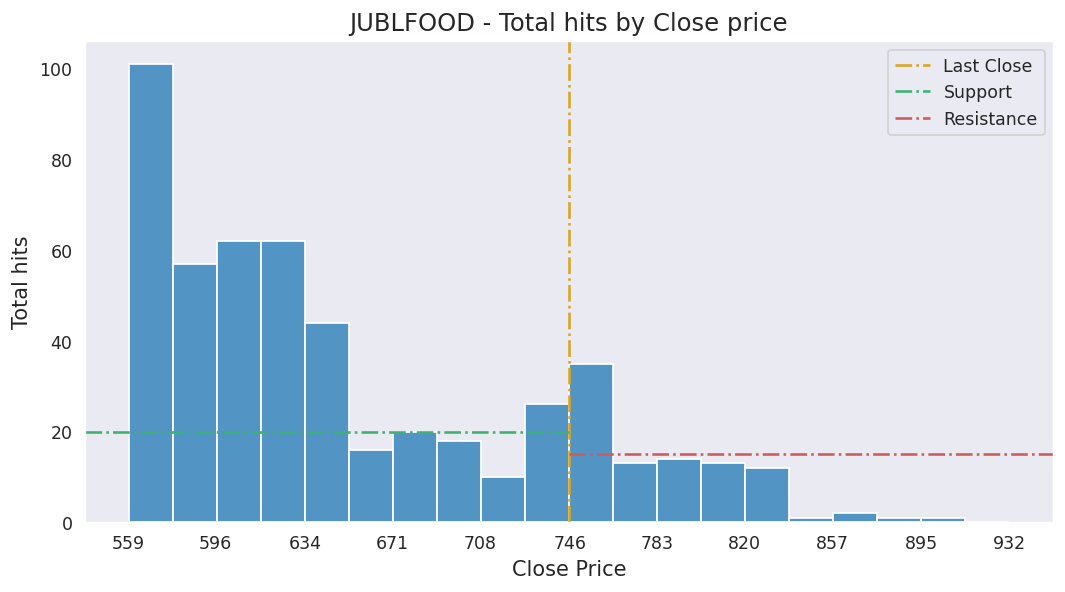 JUBLFOOD - Total hits by Close price
Last Close
Support
Resistance
Total hits
100
80
60
40
20
0
559 596 634 671 708 746 783 820 857 895 932
Close Price